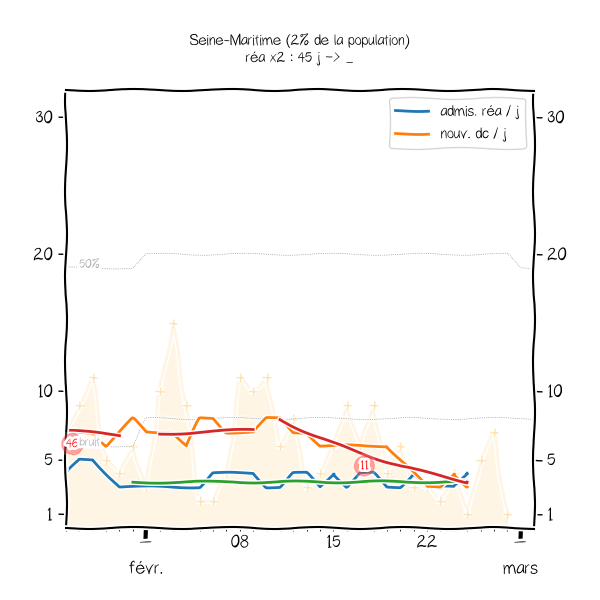 Seine-Maritime (2% de la population)
réa x2 : 45 j -> _
admis. réa / j
nouv. dc / j
30
30
20
20
50%
10
10
46
bruit
11
5
5
1
1
08
15
22
févr.
mars